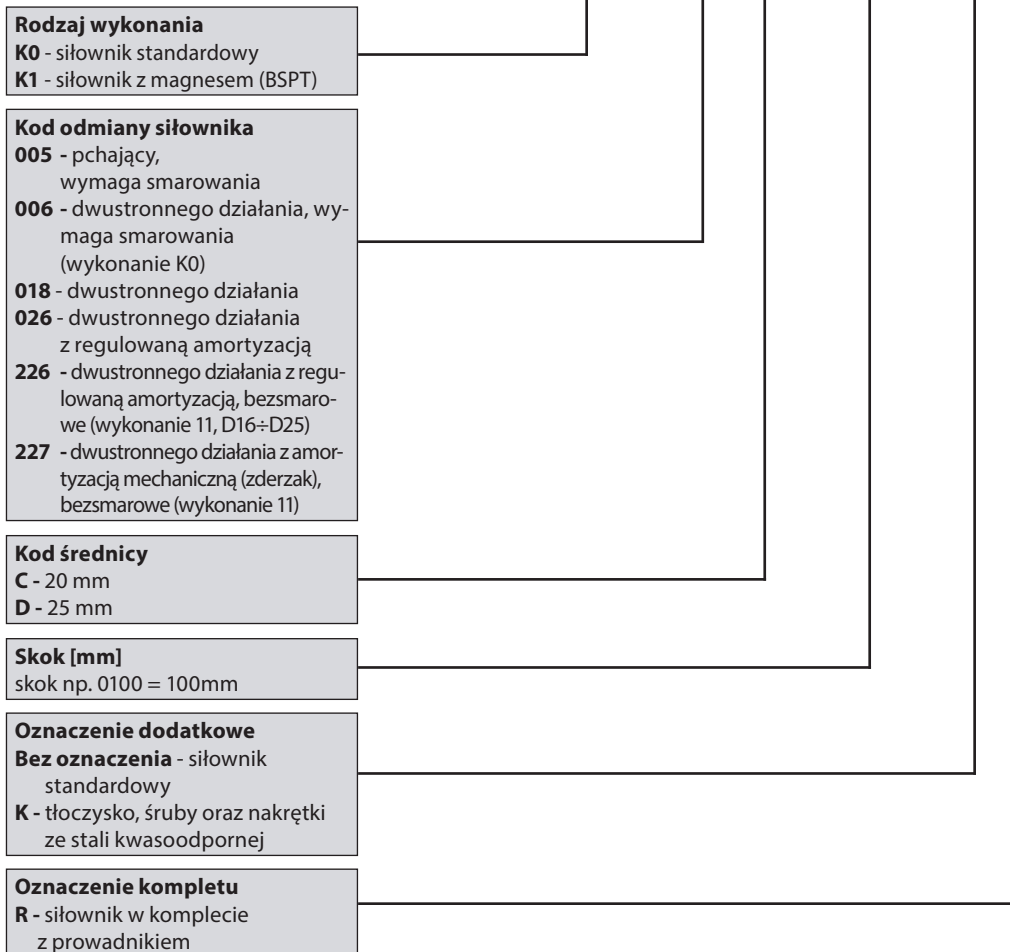 Rodzaj wykonania
K0 - siłownik standardowy
K1 - siłownik z magnesem (BSPT)
Kod odmiany siłownika
005 - pchający,
wymaga smarowania
006 - dwustronnego działania, wy-
maga smarowania
(wykonanie K0)
018 - dwustronnego działania
026 - dwustronnego działania
z regulowaną amortyzacją
226 - dwustronnego działania z regu-
lowaną amortyzacją, bezsmaro-
we (wykonanie 11, D16÷D25)
227 - dwustronnego działania z amor-
tyzacją mechaniczną (zderzak),
bezsmarowe (wykonanie 11)
Kod średnicy
C - 20 mm
D - 25 mm
Skok [mm]
skok np. 0100 = 100mm
Oznaczenie dodatkowe
Bez oznaczenia - siłownik
standardowy
K - tłoczysko, śruby oraz nakrętki
ze stali kwasoodpornej
Oznaczenie kompletu
R - siłownik w komplecie
z prowadnikiem